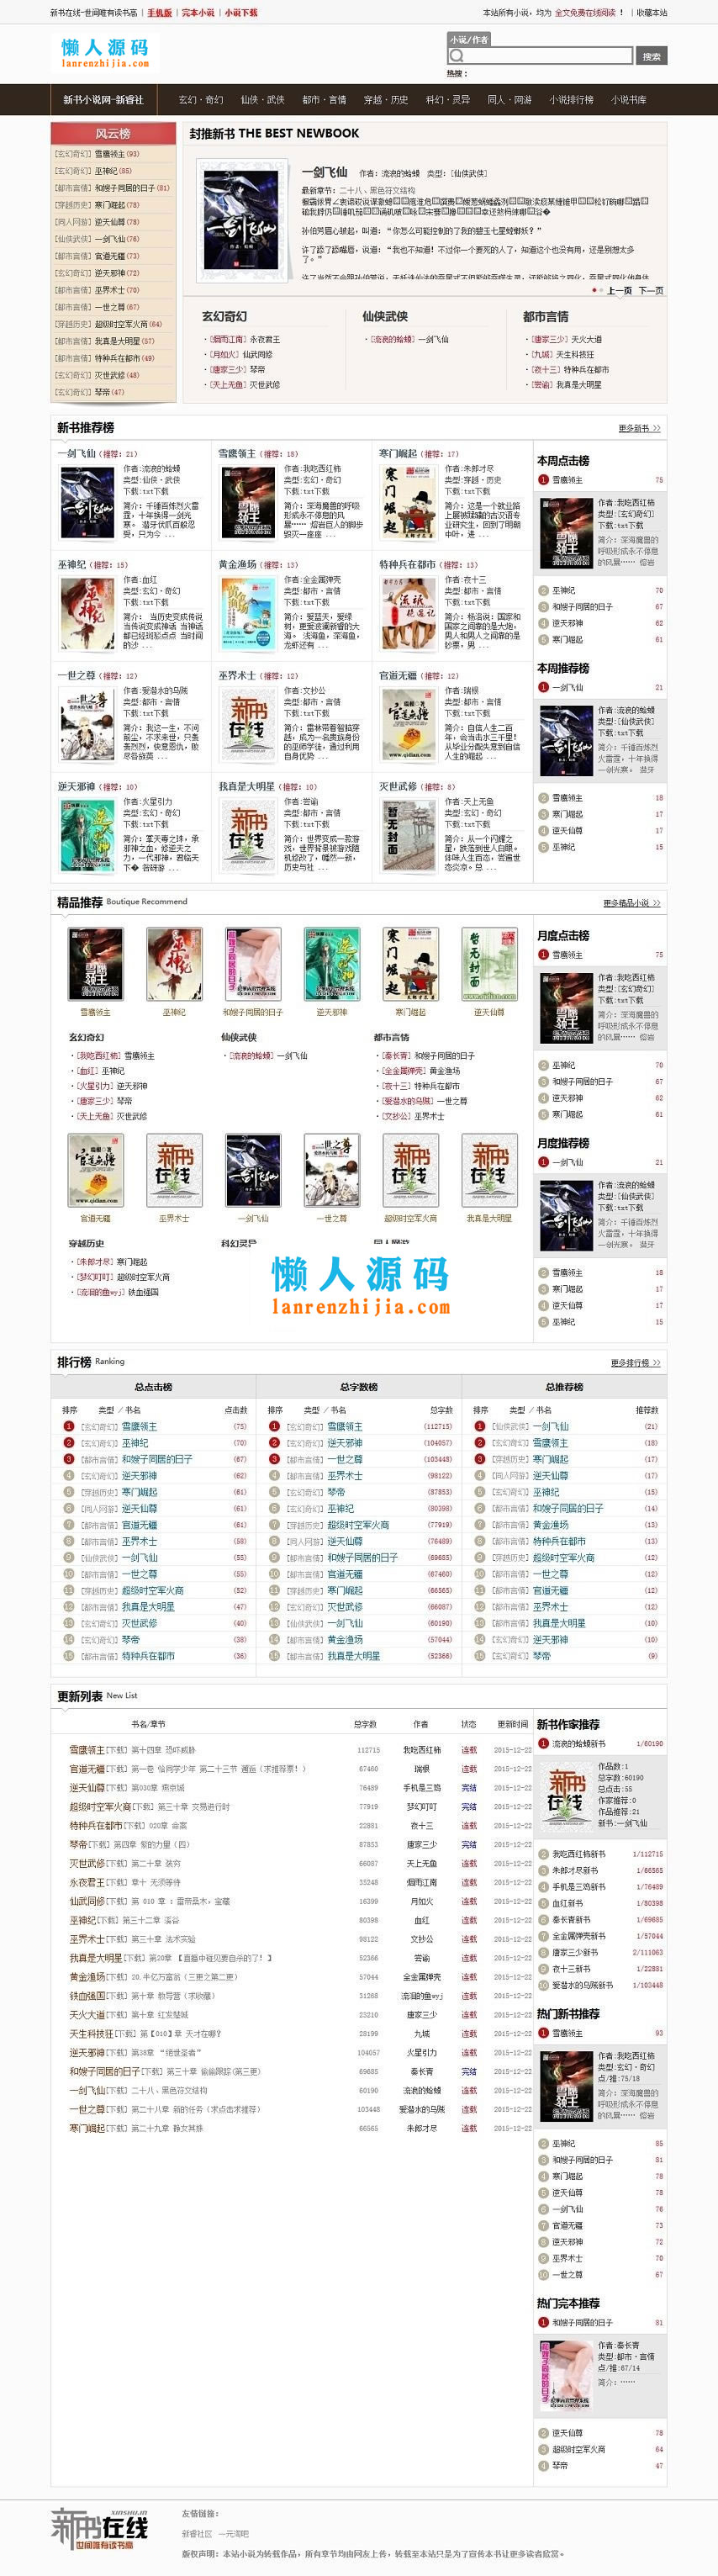 新书在线-世间唯有读书高 | 手机版 | 完本小说 | 小说下载
本站所有小说，均为 全文免费在线阅读 ！ | 收藏本站
懒人源码
lanrenzhijia.com
小说/作者
搜索
热搜：
新书小说网-新睿社 玄幻·奇幻 仙侠·武侠 都市·言情 穿越·历史 科幻·灵异 同人·网游 小说排行榜 小说书库
风云榜
[玄幻奇幻] 雪鹰领主(93)
[玄幻奇幻] 巫神纪(85)
[都市言情] 和嫂子同居的日子(81)
[穿越历史] 寒门崛起(78)
[同人网游] 逆天仙尊(78)
[仙侠武侠] 一剑飞仙(76)
[都市言情] 官道无疆(73)
[玄幻奇幻] 逆天邪神(72)
[都市言情] 巫界术士(70)
[都市言情] 一世之尊(67)
[穿越历史] 超级时空军火商(64)
[都市言情] 我真是大明星(57)
[都市言情] 特种兵在都市(49)
[玄幻奇幻] 灭世武修(48)
[玄幻奇幻] 琴帝(47)
封推新书 THE BEST NEWBOOK
一剑飞仙 作者：流浪的蛤蟆 类型：[仙侠武侠]
最新章节：二十八、黑色符文结构
孙伯芳眉心被起，叫道：“你怎么可能控制的了我的碧玉七星螳螂妖？”
许了舔了舔嘴唇，说道：“我也不知道！不过你一个要死的人了，知道这个也没有用，还是别想太多了。”
上一页 下一页
玄幻奇幻
·[烟雨江南] 永夜君王
·[月如火] 仙武同修
·[唐家三少] 琴帝
·[天上无鱼] 灭世武修
仙侠武侠
·[流浪的蛤蟆] 一剑飞仙
都市言情
·[唐家三少] 天火大道
·[九城] 天生科技狂
·[夜十三] 特种兵在都市
·[尝谕] 我真是大明星
新书推荐榜
更多新书 >>
一剑飞仙（推荐：21）
作者:流浪的蛤蟆
类型:仙侠·武侠
下载:txt下载
简介：千锤百炼烈火雷霆，十年换得一剑光寒。 潜牙伏爪百般忍受，只为今 ...
雪鹰领主（推荐：18）
作者:我吃西红柿
类型:玄幻·奇幻
下载:txt下载
简介：深海魔兽的呼吸形成永不停息的风暴…… 熔岩巨人的脚步毁灭一座座 ...
寒门崛起（推荐：17）
作者:朱郎才尽
类型:穿越·历史
下载:txt下载
简介：这是一个就业路上屡被蹂躏的古汉语专业研究生，回到了明朝中叶，进 ...
巫神纪（推荐：15）
作者:血红
类型:玄幻·奇幻
下载:txt下载
简介： 当历史变成传说 当传说变成神话 当神话都已经斑驳点点 当时间的沙 ...
黄金渔场（推荐：13）
作者:全金属弹壳
类型:都市·言情
下载:txt下载
简介：爱蓝天，爱绿树，更爱波澜新睿的大海。 浅海鱼，深海鱼，龙虾还有 ...
特种兵在都市（推荐：13）
作者:夜十三
类型:都市·言情
下载:txt下载
简介：杨洛说：国家和国家之间靠的是大炮，男人和男人之间靠的是钞票，男 ...
一世之尊（推荐：12）
作者:爱潜水的乌贼
类型:都市·言情
下载:txt下载
简介：我这一生，不问前尘，不求来世，只轰轰烈烈，快意恩仇，败尽各族英 ...
巫界术士（推荐：12）
作者:文抄公
类型:都市·言情
下载:txt下载
简介：雷林带着智脑穿越，成为一名贵族身份的巫师学徒，通过利用自身优势 ...
官道无疆（推荐：12）
作者:瑞根
类型:都市·言情
下载:txt下载
简介：自信人生二百年，会当击水三千里！ 从毕业分配失意到自信人生的崛起 ...
逆天邪神（推荐：10）
作者:火星引力
类型:玄幻·奇幻
下载:txt下载
简介：掌天毒之珠，承邪神之血，修逆天之力，一代邪神，君临天下
我真是大明星（推荐：10）
作者:尝谕
类型:都市·言情
下载:txt下载
简介：世界变成一款游戏，世界背景被游戏随机修改了，憾然一新，历史与社 ...
灭世武修（推荐：8）
作者:天上无鱼
类型:玄幻·奇幻
下载:txt下载
简介：从一个闪耀之星，跌落到世人白眼。体味人生百态，尝遍世态炎凉。总 ...
本周点击榜
1 雪鹰领主 75
作者:我吃西红柿
类型:[玄幻奇幻]
下载:txt下载
简介：深海魔兽的呼吸形成永不停息的风暴…… 熔岩
2 巫神纪 70
3 和嫂子同居的日子 67
4 逆天邪神 62
5 寒门崛起 61
本周推荐榜
1 一剑飞仙 21
作者:流浪的蛤蟆
类型:[仙侠武侠]
下载:txt下载
简介：千锤百炼烈火雷霆，十年换得一剑光寒。 潜牙
2 雪鹰领主 18
3 寒门崛起 17
4 逆天仙尊 17
5 巫神纪 15
精品推荐 Boutique Recommend
更多精品小说 >>
雪鹰领主 巫神纪 和嫂子同居的日子 逆天邪神 寒门崛起 逆天仙尊
玄幻奇幻
·[我吃西红柿] 雪鹰领主
·[血红] 巫神纪
·[火星引力] 逆天邪神
·[唐家三少] 琴帝
·[天上无鱼] 灭世武修
仙侠武侠
·[流浪的蛤蟆] 一剑飞仙
都市言情
·[秦长青] 和嫂子同居的日子
·[全金属弹壳] 黄金渔场
·[夜十三] 特种兵在都市
·[爱潜水的乌贼] 一世之尊
·[文抄公] 巫界术士
官道无疆 巫界术士 一剑飞仙 一世之尊 超级时空军火商 我真是大明星
穿越历史
·[朱郎才尽] 寒门崛起
·[梦幻叮叮] 超级时空军火商
·[流泪的鱼wyj] 铁血强国
科幻灵异
同人网游
懒人源码
lanrenzhijia.com
月度点击榜
1 雪鹰领主 75
作者:我吃西红柿
类型:[玄幻奇幻]
下载:txt下载
简介：深海魔兽的呼吸形成永不停息的风暴…… 熔岩
2 巫神纪 70
3 和嫂子同居的日子 67
4 逆天邪神 62
5 寒门崛起 61
月度推荐榜
1 一剑飞仙 21
作者:流浪的蛤蟆
类型:[仙侠武侠]
下载:txt下载
简介：千锤百炼烈火雷霆，十年换得一剑光寒。 潜牙
2 雪鹰领主 18
3 寒门崛起 17
4 逆天仙尊 17
5 巫神纪 15
排行榜 Ranking
更多排行榜 >>
总点击榜
排序 类型 / 书名 点击数
1 [玄幻奇幻] 雪鹰领主 (75)
2 [玄幻奇幻] 巫神纪 (70)
3 [都市言情] 和嫂子同居的日子 (67)
4 [玄幻奇幻] 逆天邪神 (62)
5 [穿越历史] 寒门崛起 (61)
6 [同人网游] 逆天仙尊 (61)
7 [都市言情] 官道无疆 (61)
8 [都市言情] 巫界术士 (58)
9 [仙侠武侠] 一剑飞仙 (55)
10 [都市言情] 一世之尊 (55)
11 [穿越历史] 超级时空军火商 (52)
12 [都市言情] 我真是大明星 (47)
13 [玄幻奇幻] 灭世武修 (40)
14 [玄幻奇幻] 琴帝 (38)
15 [都市言情] 特种兵在都市 (36)
总字数榜
排序 类型 / 书名 总字数
1 [玄幻奇幻] 雪鹰领主 (112715)
2 [玄幻奇幻] 逆天邪神 (104057)
3 [都市言情] 一世之尊 (103448)
4 [都市言情] 巫界术士 (98122)
5 [玄幻奇幻] 琴帝 (87853)
6 [玄幻奇幻] 巫神纪 (80398)
7 [穿越历史] 超级时空军火商 (77919)
8 [同人网游] 逆天仙尊 (76489)
9 [都市言情] 和嫂子同居的日子 (69685)
10 [都市言情] 官道无疆 (67460)
11 [穿越历史] 寒门崛起 (66565)
12 [玄幻奇幻] 灭世武修 (66087)
13 [仙侠武侠] 一剑飞仙 (60190)
14 [都市言情] 黄金渔场 (57044)
15 [都市言情] 我真是大明星 (52366)
总推荐榜
排序 类型 / 书名 推荐数
1 [仙侠武侠] 一剑飞仙 (21)
2 [玄幻奇幻] 雪鹰领主 (18)
3 [穿越历史] 寒门崛起 (17)
4 [同人网游] 逆天仙尊 (17)
5 [玄幻奇幻] 巫神纪 (15)
6 [都市言情] 和嫂子同居的日子 (14)
7 [都市言情] 黄金渔场 (13)
8 [都市言情] 特种兵在都市 (13)
9 [穿越历史] 超级时空军火商 (12)
10 [都市言情] 一世之尊 (12)
11 [都市言情] 官道无疆 (12)
12 [都市言情] 巫界术士 (12)
13 [都市言情] 我真是大明星 (10)
14 [玄幻奇幻] 逆天邪神 (10)
15 [玄幻奇幻] 琴帝 (9)
更新列表 New List
书名/章节 总字数 作者 状态 更新时间
雪鹰领主[下载] 第十四章 恐吓威胁 112715 我吃西红柿 连载 2015-12-22
官道无疆[下载] 第一卷 恰同学少年 第二十三节 邂逅（求推荐票！） 67460 瑞根 连载 2015-12-22
逆天仙尊[下载] 第030章 燕京城 76489 手机是三筒 完结 2015-12-22
超级时空军火商[下载] 第三十章 交易进行时 77919 梦幻叮叮 连载 2015-12-22
特种兵在都市[下载] 020章 命案 22881 夜十三 连载 2015-12-22
琴帝[下载] 第四章 紫的力量（四） 87853 唐家三少 完结 2015-12-22
灭世武修[下载] 第二十章 骇穷 66087 天上无鱼 连载 2015-12-22
永夜君王[下载] 章十 无须等待 35248 烟雨江南 连载 2015-12-22
仙武同修[下载] 第 010 章 ：雷帝桑木，宝藏 16399 月如火 连载 2015-12-22
巫神纪[下载] 第三十二章 溪谷 80398 血红 连载 2015-12-22
巫界术士[下载] 第三十章 法术实验 98122 文抄公 连载 2015-12-22
我真是大明星[下载] 第20章 【直播中碰见要自杀的了！】 52366 尝谕 连载 2015-12-22
黄金渔场[下载] 20.半亿万富翁（三更之第二更） 57044 全金属弹壳 连载 2015-12-22
铁血强国[下载] 第十章 教导营（求收藏） 31268 流泪的鱼wyj 连载 2015-12-22
天火大道[下载] 第十章 红发楚城 23210 唐家三少 连载 2015-12-22
天生科技狂[下载] 第【010】章 天才在哪？ 28199 九城 连载 2015-12-22
逆天邪神[下载] 第38章 “绝世圣者” 104057 火星引力 连载 2015-12-22
和嫂子同居的日子[下载] 第三十章 偷偷跟踪(第三更) 69685 秦长青 完结 2015-12-22
一剑飞仙[下载] 二十八、黑色符文结构 60190 流浪的蛤蟆 连载 2015-12-22
一世之尊[下载] 第二十八章 新的任务（求点击求推荐） 103448 爱潜水的乌贼 连载 2015-12-22
寒门崛起[下载] 第二十九章 静女其姝 66565 朱郎才尽 连载 2015-12-22
新书作家推荐
1 流浪的蛤蟆新书 1/60190
作品数:1
总字数:60190
总点击:55
作家推荐:0
作品推荐:21
新书:一剑飞仙
2 我吃西红柿新书 1/112715
3 朱郎才尽新书 1/66565
4 手机是三筒新书 1/76489
5 血红新书 1/80398
6 秦长青新书 1/69685
7 全金属弹壳新书 1/57044
8 唐家三少新书 2/111063
9 夜十三新书 1/22881
10 爱潜水的乌贼新书 1/103448
热门新书推荐
1 雪鹰领主 93
作者:我吃西红柿
类型:玄幻·奇幻
点/推:75/18
简介：深海魔兽的呼吸形成永不停息的风暴…… 熔岩
2 巫神纪 85
3 和嫂子同居的日子 81
4 寒门崛起 78
5 逆天仙尊 78
6 一剑飞仙 76
7 官道无疆 73
8 逆天邪神 72
9 巫界术士 70
10 一世之尊 67
热门完本推荐
1 和嫂子同居的日子 81
作者:秦长青
类型:都市·言情
点/推:67/14
简介：……
2 逆天仙尊 78
3 超级时空军火商 64
4 琴帝 47
新书在线
xinshu.in
世间唯有读书高
友情链接：
新睿社区 一元淘吧
版权声明：本站小说为转载作品，所有章节均由网友上传，转载至本站只是为了宣传本书让更多读者欣赏。